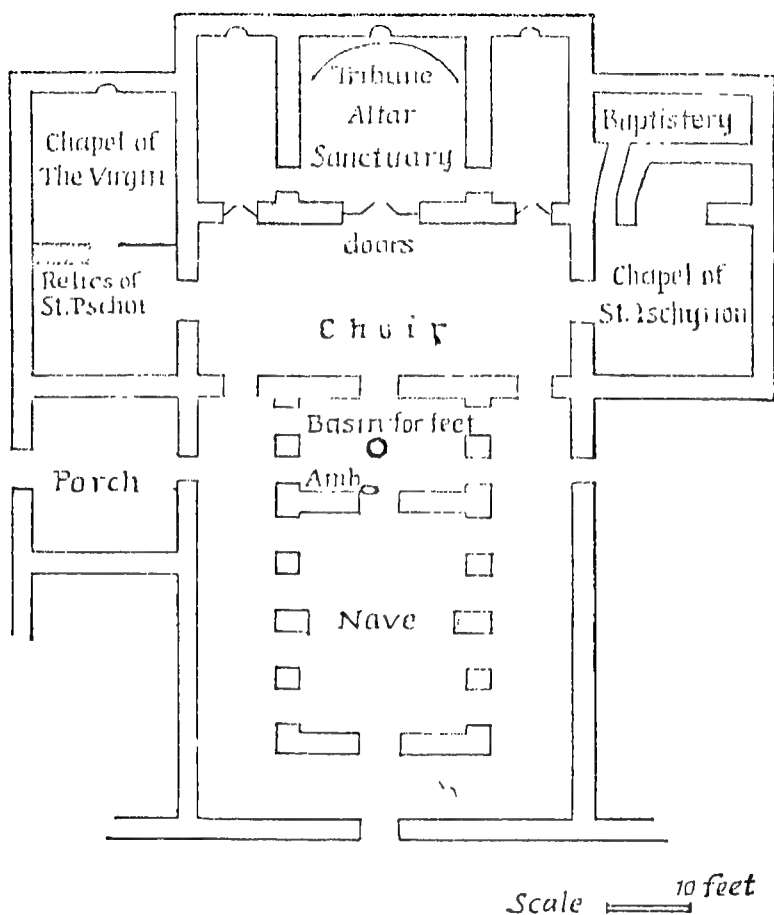 Tribune
Altar
Sanctuary
Chapel of
The Virgin
Baptistery
doors
Relics of
St. Pschoi
Chapel of
St. Ischyrion
Choir
Basin for feet
Porch
Amb.
Nave
Scale 10 feet